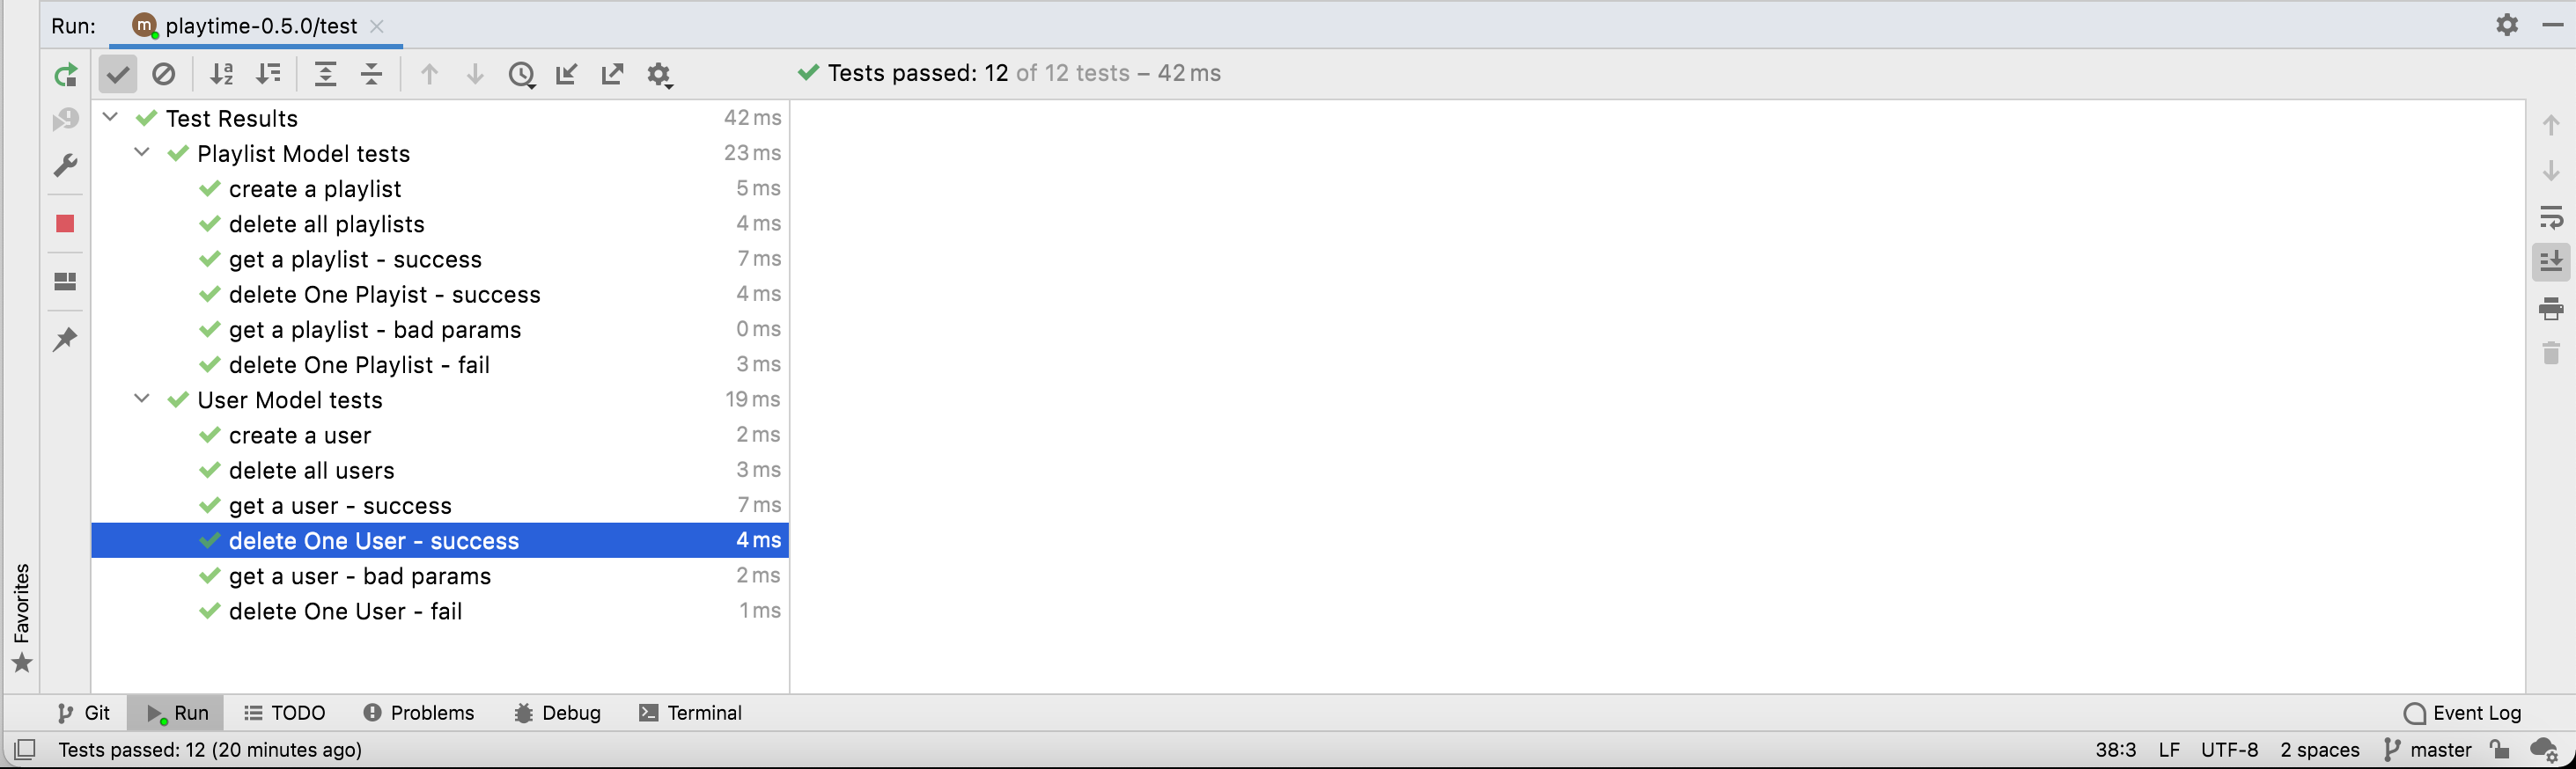 Run: m playtime-0.5.0/test
Tests passed: 12 of 12 tests – 42 ms
Test Results 42 ms
Playlist Model tests 23 ms
create a playlist 5 ms
delete all playlists 4 ms
get a playlist - success 7 ms
delete One Playist - success 4 ms
get a playlist - bad params 0 ms
delete One Playlist - fail 3 ms
User Model tests 19 ms
create a user 2 ms
delete all users 3 ms
get a user - success 7 ms
delete One User - success 4 ms
get a user - bad params 2 ms
delete One User - fail 1 ms
Favorites
Git Run TODO Problems Debug Terminal Event Log
Tests passed: 12 (20 minutes ago) 38:3 LF UTF-8 2 spaces master